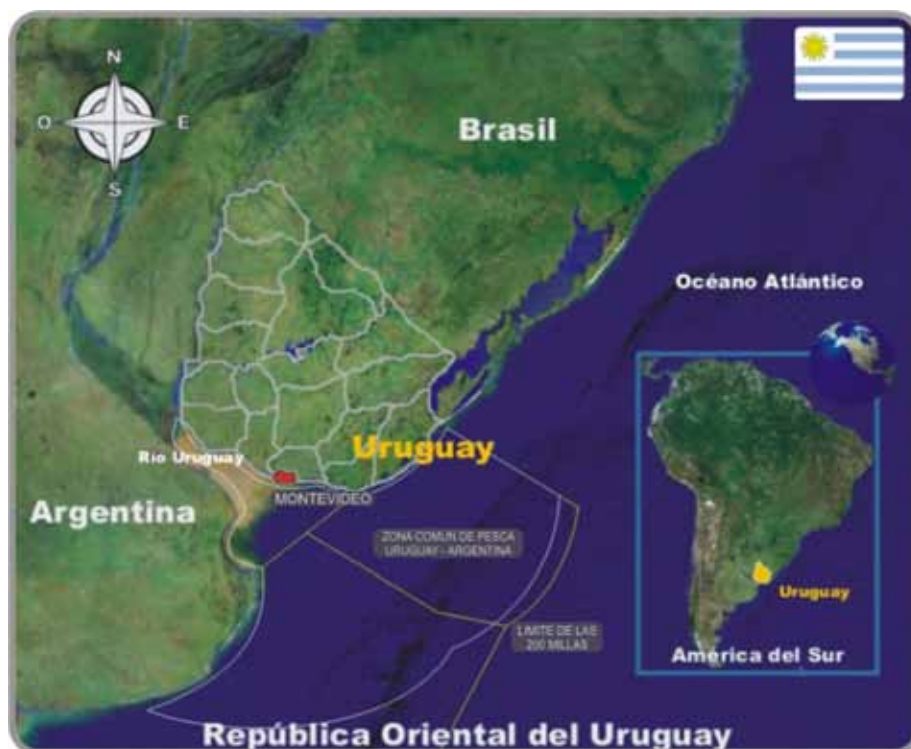 N
O
E
S
Brasil
Océano Atlántico
Uruguay
Río Uruguay
MONTEVIDEO
Argentina
ZONA COMUN DE PESCA
URUGUAY - ARGENTINA
LIMITE DE LAS
200 MILLAS
Uruguay
América del Sur
República Oriental del Uruguay